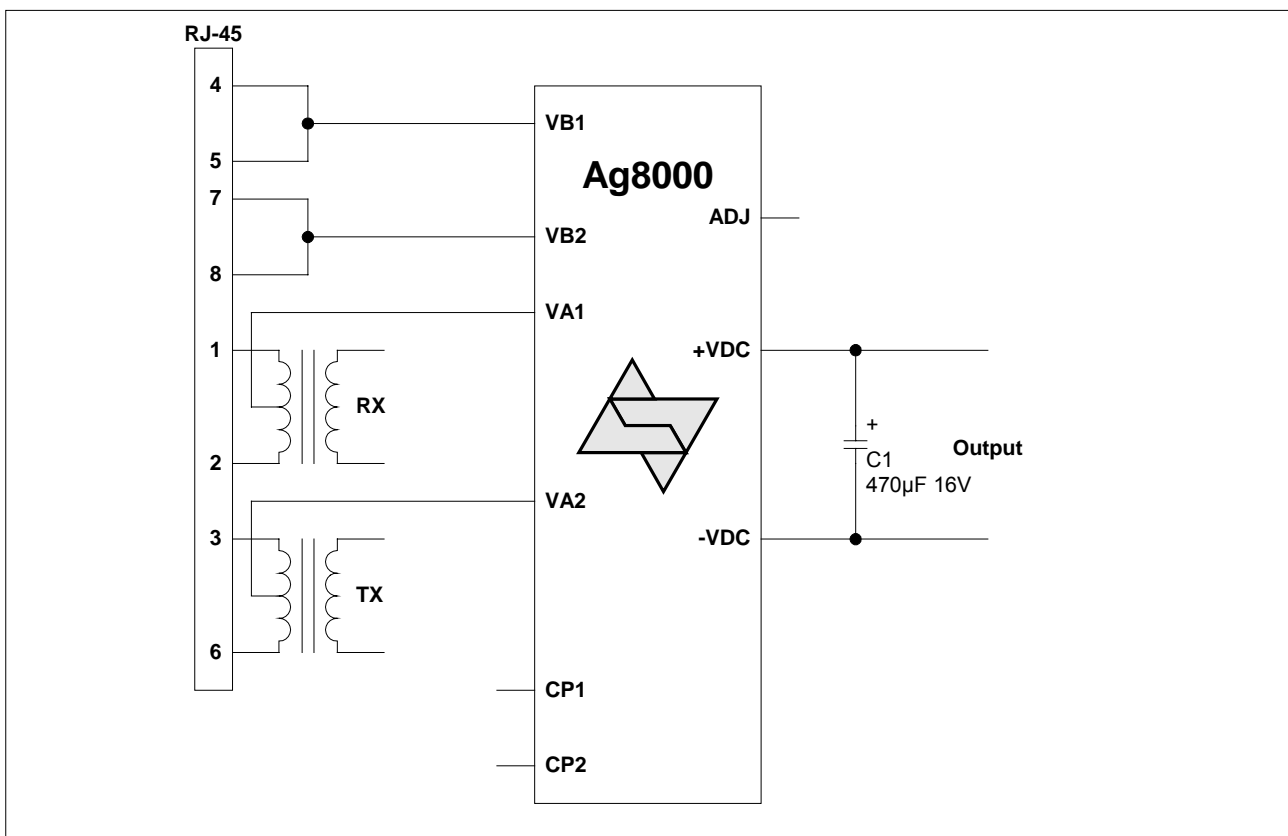 RJ-45
4
5
7
8
1
2
3
6
RX
TX
VB1
VB2
VA1
VA2
CP1
CP2
Ag8000
ADJ
+VDC
-VDC
+
C1
470µF 16V
Output